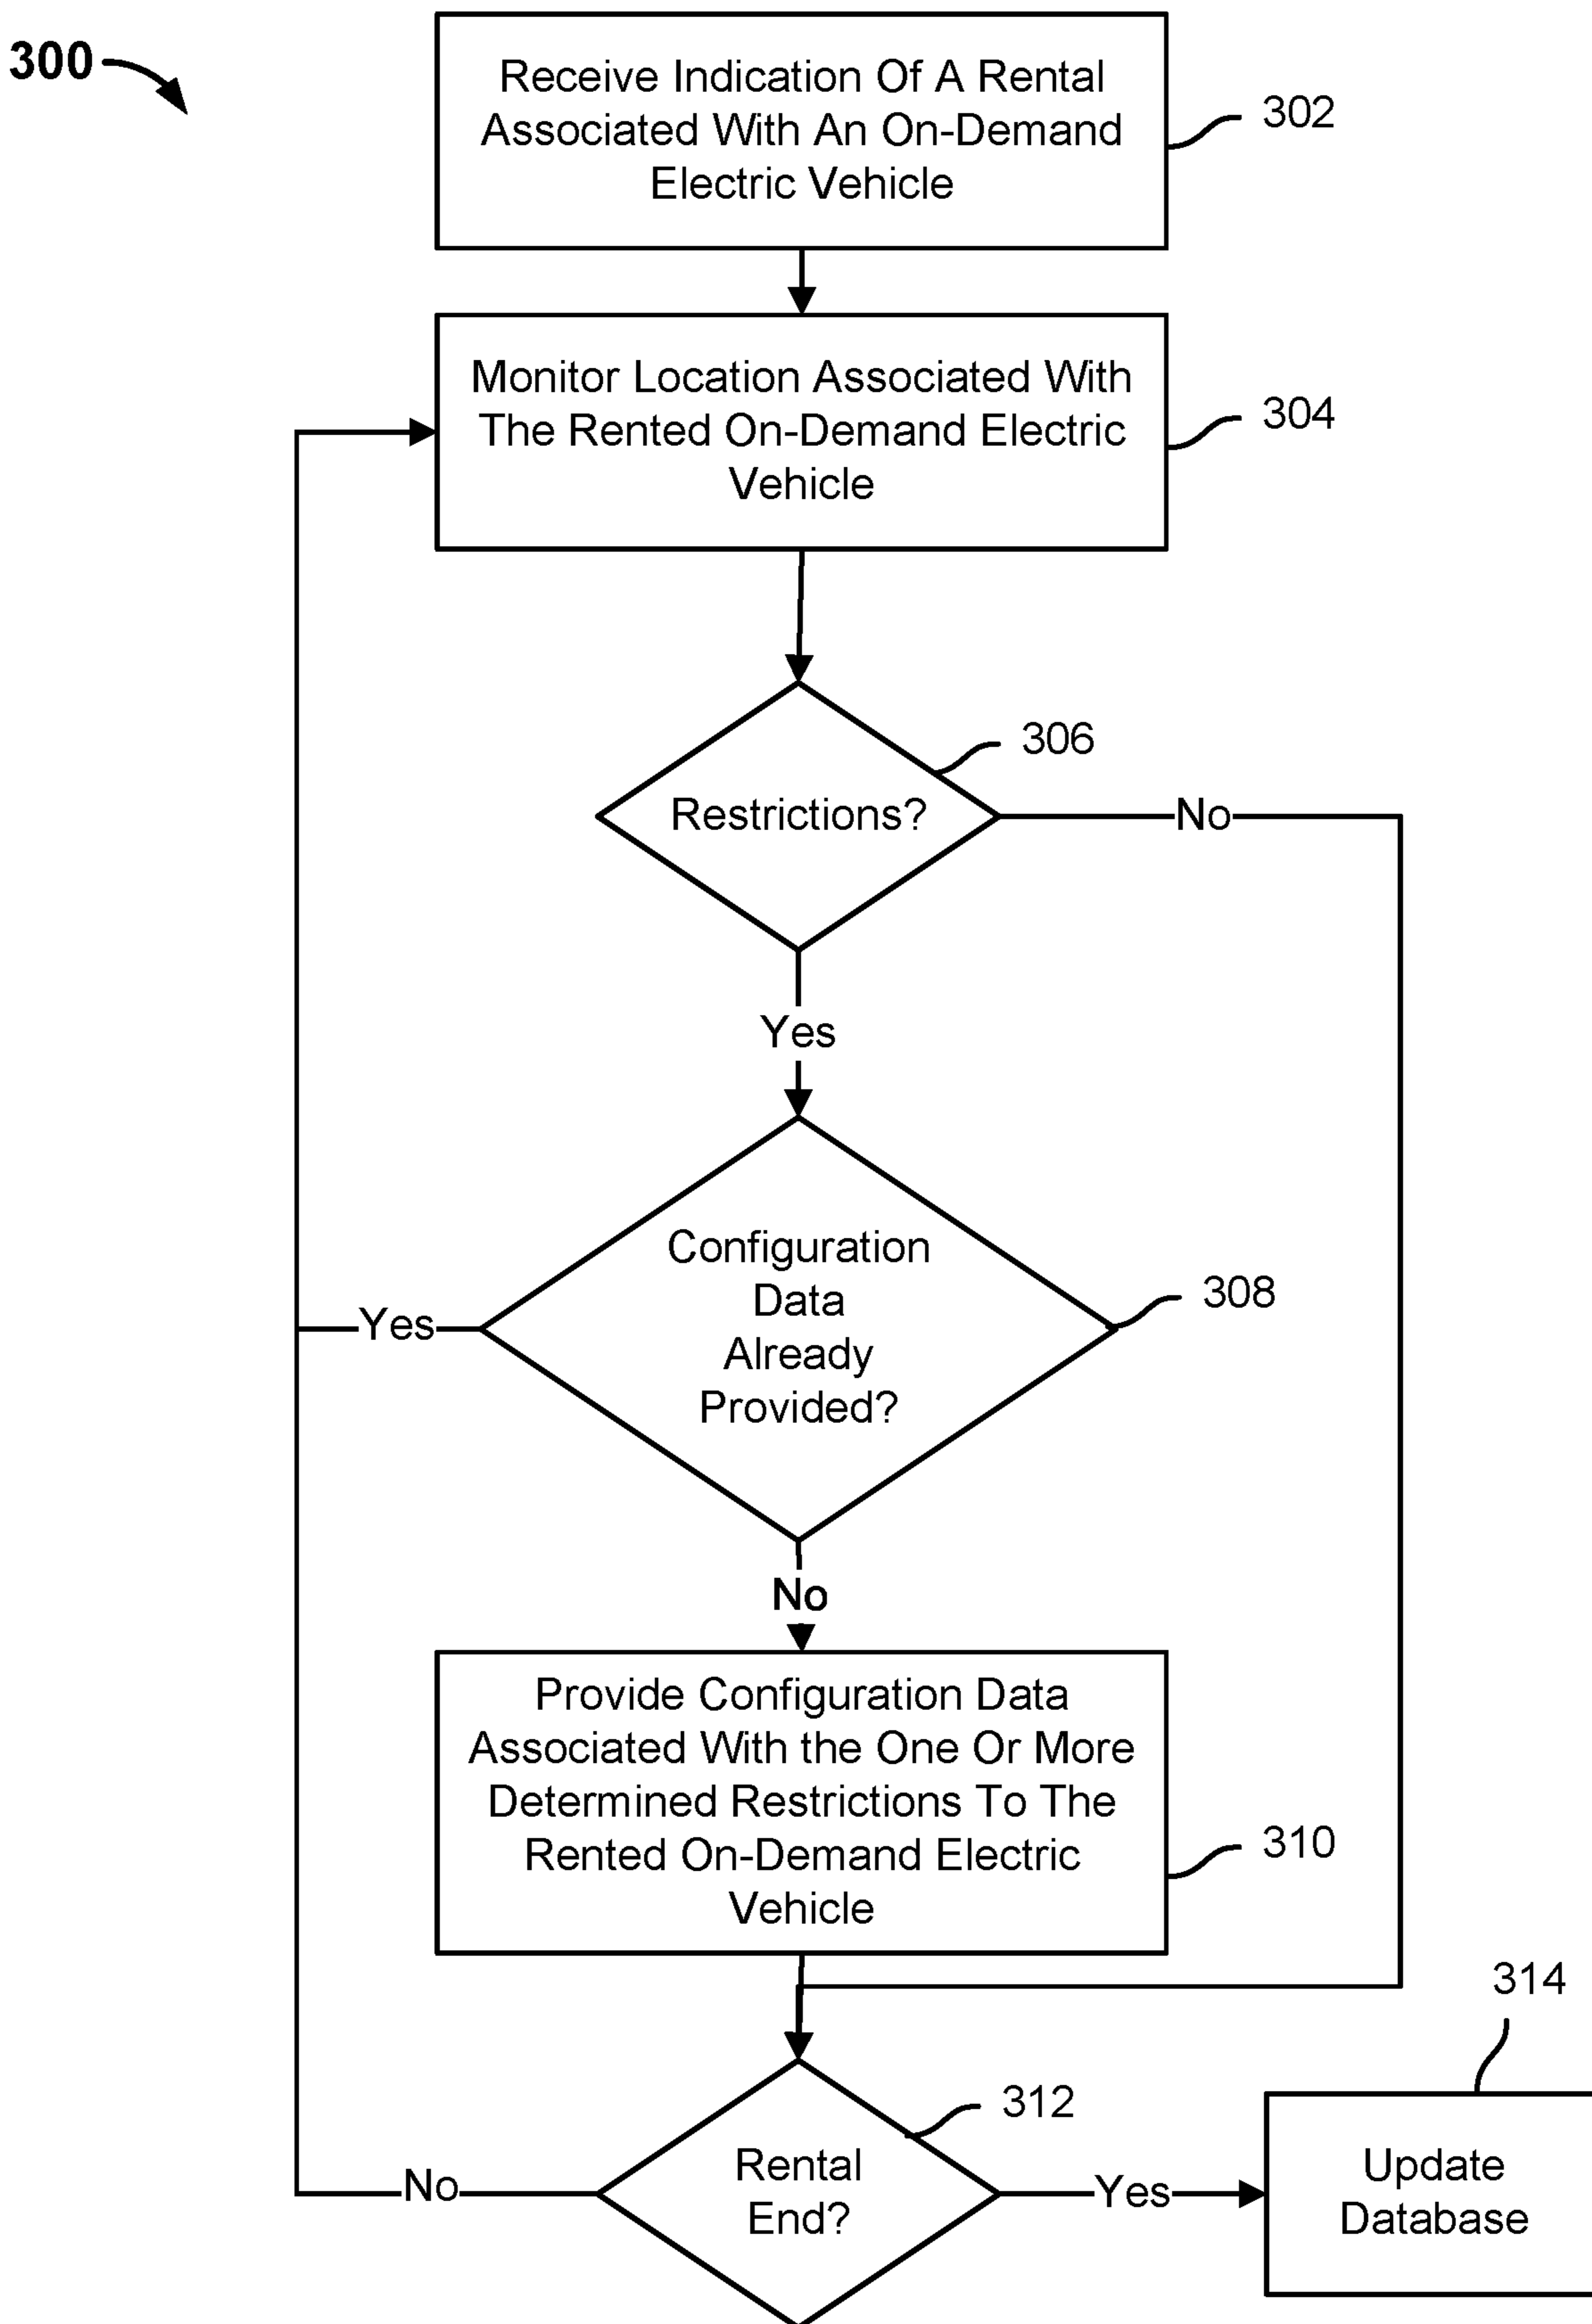 300
Receive Indication Of A Rental
Associated With An On-Demand
Electric Vehicle
302
Monitor Location Associated With
The Rented On-Demand Electric
Vehicle
304
306
Restrictions?
No
Yes
Configuration
Data
Already
Provided?
308
Yes
No
Provide Configuration Data
Associated With the One Or More
Determined Restrictions To The
Rented On-Demand Electric
Vehicle
310
314
312
Rental
End?
No
Yes
Update
Database